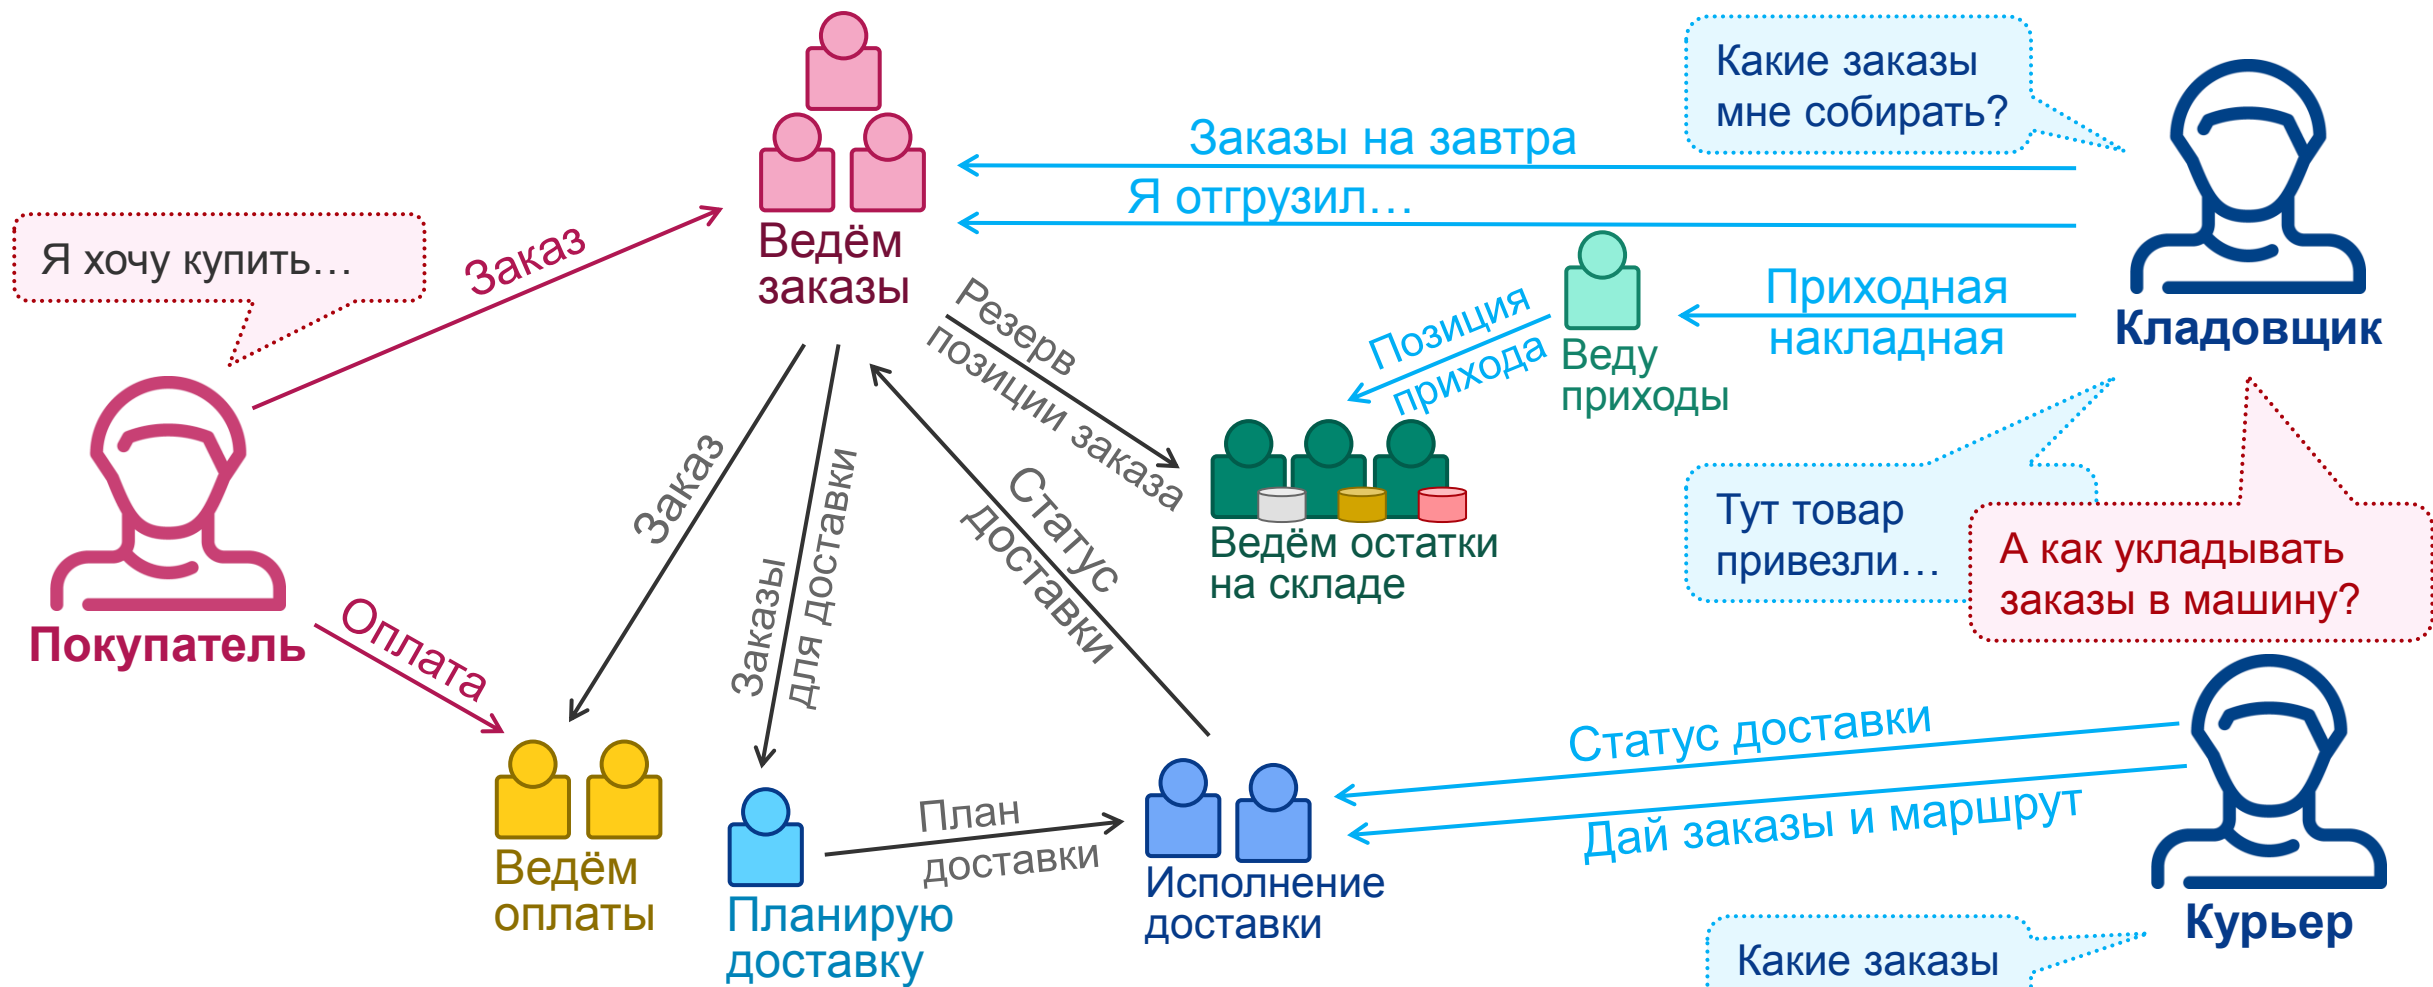 Какие заказы
мне собирать?
Заказы на завтра
Я отгрузил…
Ведём
заказы
Я хочу купить…
Заказ
Приходная
накладная
Кладовщик
Резерв
позиции заказа
Позиция
прихода
Веду
приходы
Заказ
Заказы
для доставки
Статус
доставки
Ведём остатки
на складе
Тут товар
привезли…
А как укладывать
заказы в машину?
Покупатель
Оплата
Статус доставки
Дай заказы и маршрут
План
доставки
Ведём
оплаты
Планирую
доставку
Исполнение
доставки
Курьер
Какие заказы